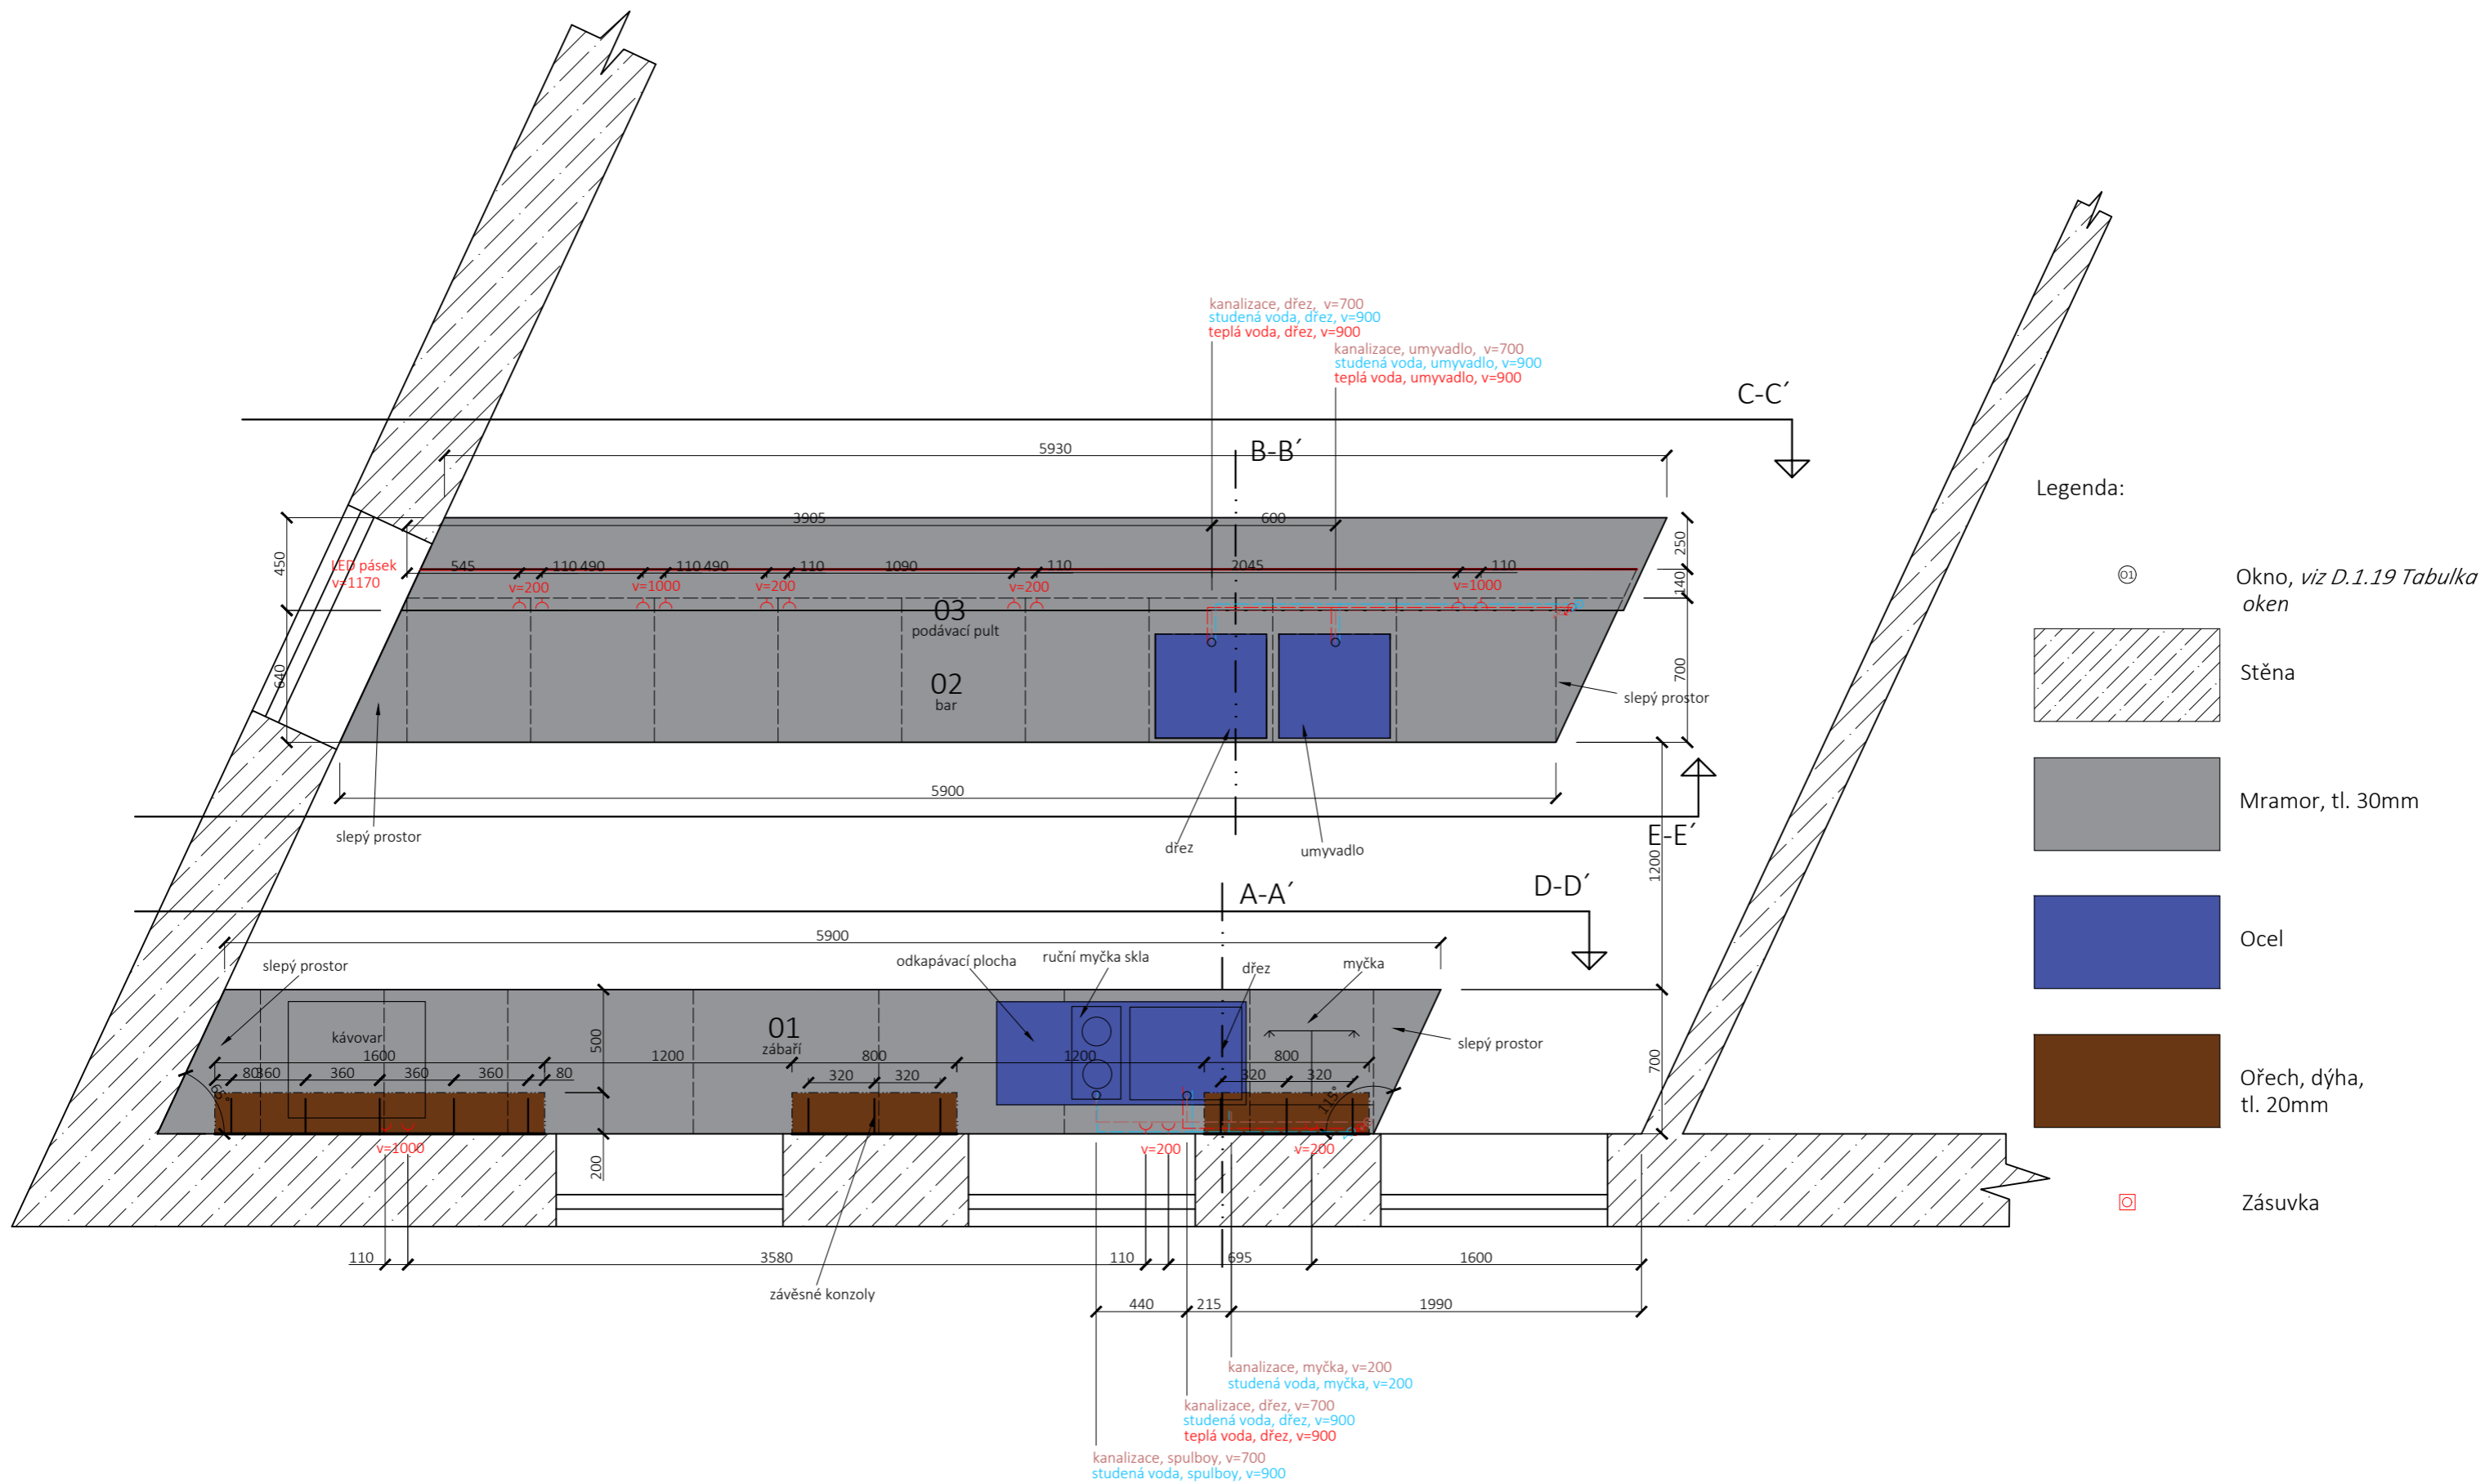 kanalizace, dřez, v=700
studená voda, dřez, v=900
teplá voda, dřez, v=900
kanalizace, umyvadlo, v=700
studená voda, umyvadlo, v=900
teplá voda, umyvadlo, v=900
C-C´
B-B´
5930
3905
600
450
250
LED pásek
v=1170
545
110
490
110
490
110
1090
110
2045
110
v=200
v=1000
v=200
v=200
v=1000
140
03
podávací pult
640
02
bar
700
slepý prostor
5900
slepý prostor
dřez
umyvadlo
E-E´
1200
A-A´
D-D´
5900
slepý prostor
odkapávací plocha
ruční myčka skla
dřez
myčka
kávovar
01
zábaří
500
slepý prostor
1600
1200
800
1200
800
80
360
360
360
360
80
320
320
320
320
700
65°
115°
v=1000
200
v=200
v=200
110
3580
110
695
1600
závěsné konzoly
440
215
1990
kanalizace, myčka, v=200
studená voda, myčka, v=200
kanalizace, dřez, v=700
studená voda, dřez, v=900
teplá voda, dřez, v=900
kanalizace, spulboy, v=700
studená voda, spulboy, v=900
Legenda:
01
Okno, viz D.1.19 Tabulka
oken
Stěna
Mramor, tl. 30mm
Ocel
Ořech, dýha,
tl. 20mm
Zásuvka